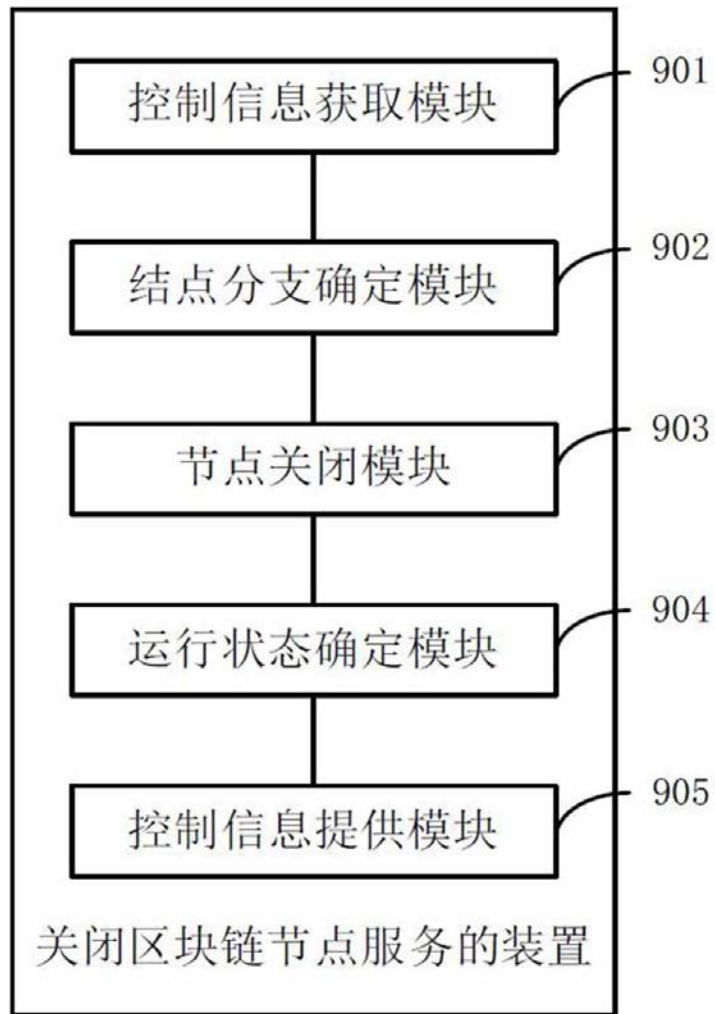 控制信息获取模块
901
结点分支确定模块
902
节点关闭模块
903
运行状态确定模块
904
控制信息提供模块
905
关闭区块链节点服务的装置